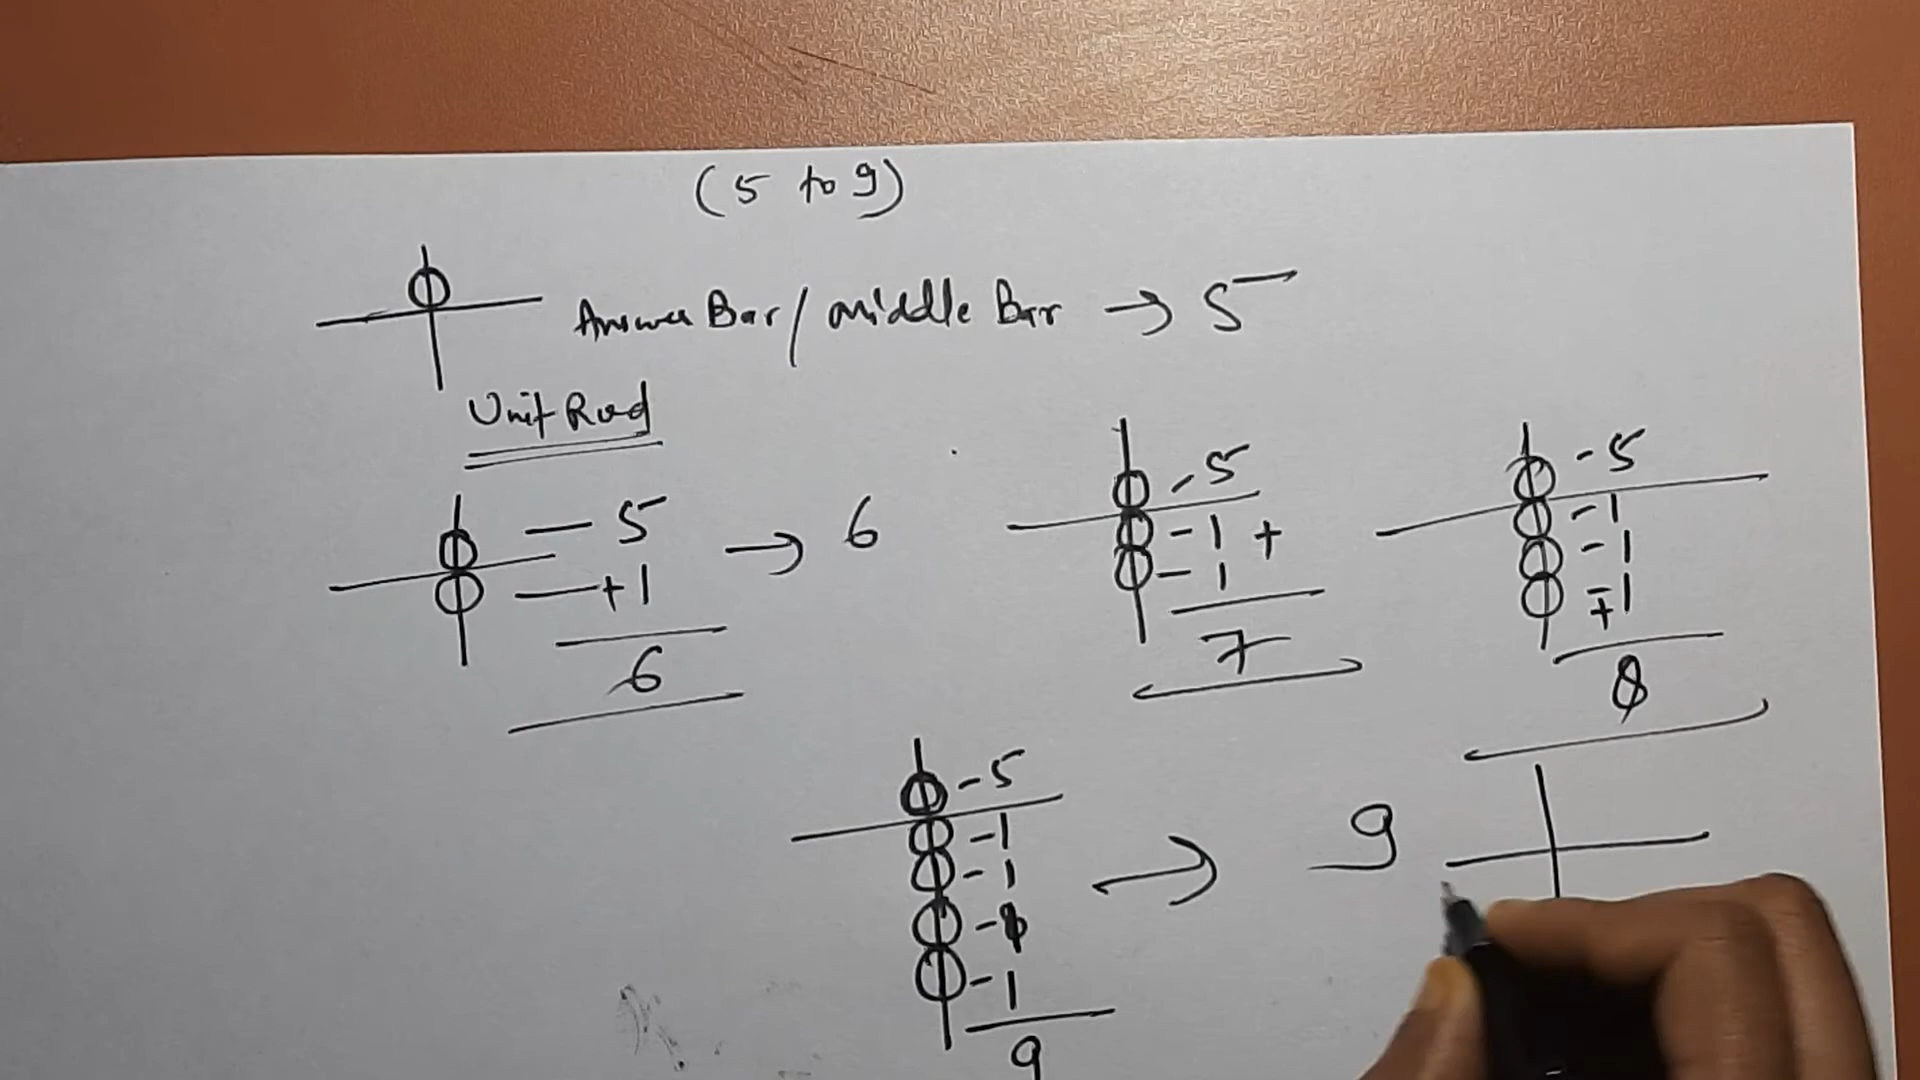 (5 to 9)
Answer Bar / middle Bar → 5
Unit Rod
— 5 → 6
— +1
6
- 5
- 1 +
- 1
7
- 5
- 1
- 1
- +1
8
- 5
- 1
- 1 → 9
- 1
- 1
9